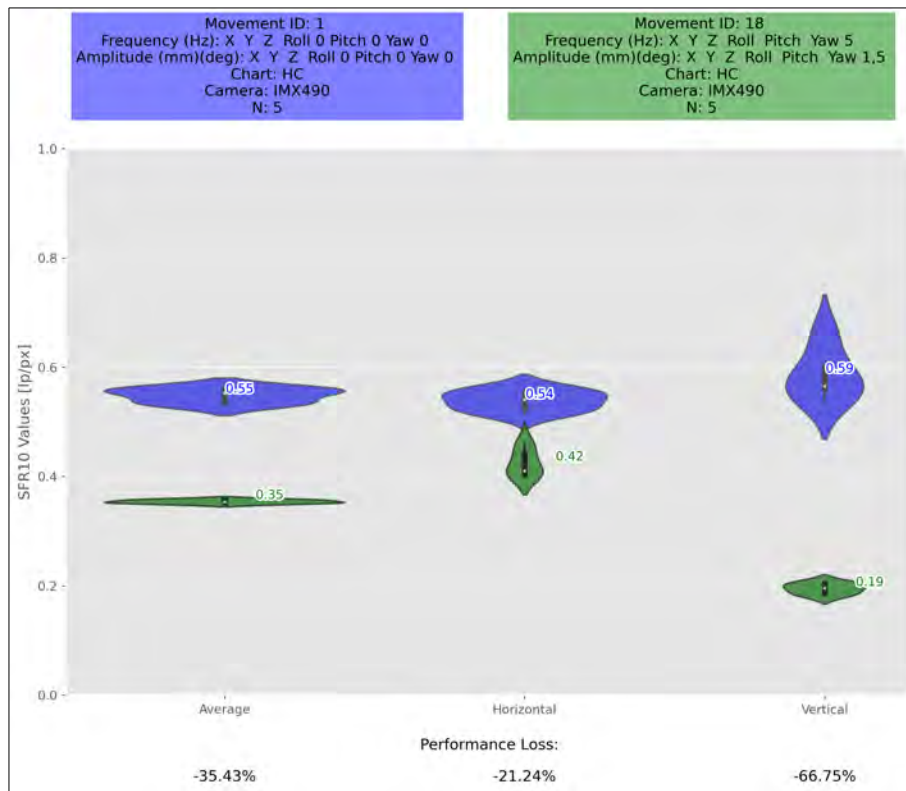 Movement ID: 1
Frequency (Hz): X Y Z Roll 0 Pitch 0 Yaw 0
Amplitude (mm)(deg): X Y Z Roll 0 Pitch 0 Yaw 0
Chart: HC
Camera: IMX490
N: 5
Movement ID: 18
Frequency (Hz): X Y Z Roll Pitch Yaw 5
Amplitude (mm)(deg): X Y Z Roll Pitch Yaw 1,5
Chart: HC
Camera: IMX490
N: 5
1.0
0.8
0.6
0.4
0.2
0.0
SFR10 Values [lp/px]
0.55
0.54
0.59
0.42
0.35
0.19
Average Horizontal Vertical
Performance Loss:
-35.43% -21.24% -66.75%